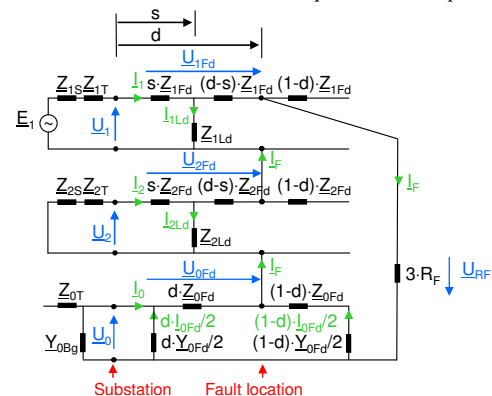 s
d
U1Fd
Z1S Z1T I1 s·Z1Fd (d-s)·Z1Fd (1-d)·Z1Fd
I1Ld
E1 ~ U1 Z1Ld
U2Fd IF
Z2S Z2T I2 s·Z2Fd (d-s)·Z2Fd (1-d)·Z2Fd IF
I2Ld
U2 Z2Ld
U0Fd IF 3·RF URF
Z0T I0 d·Z0Fd (1-d)·Z0Fd
U0 d·I0Fd/2 (1-d)·I0Fd/2
Y0Bg d·Y0Fd/2 (1-d)·Y0Fd/2
Substation Fault location